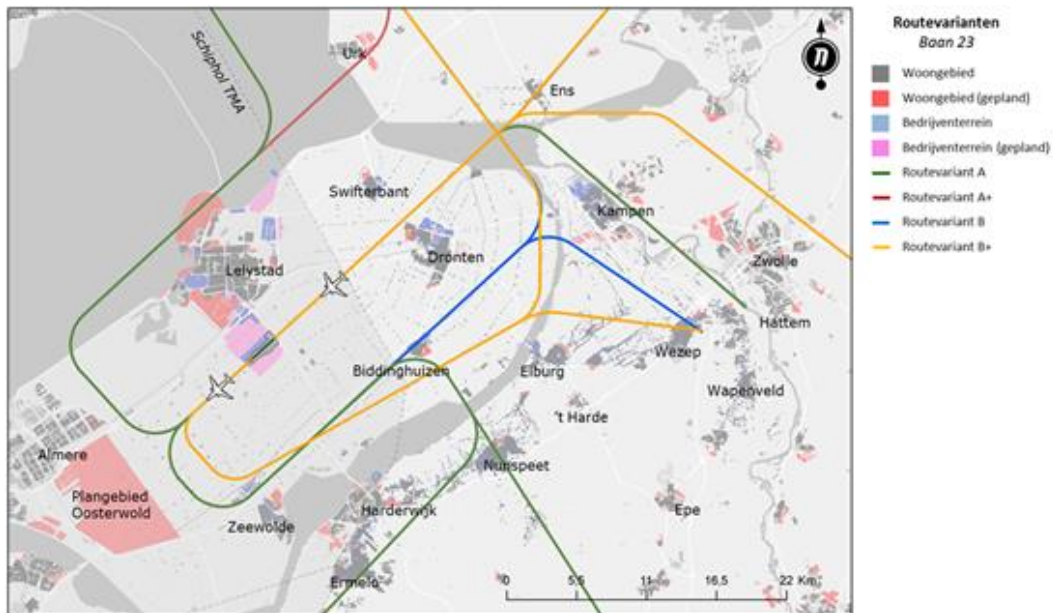 Routevarianten
Baan 23
Woongebied
Woongebied (gepland)
Bedrijventerrein
Bedrijventerrein (gepland)
Routevariant A
Routevariant A+
Routevariant B
Routevariant B+
Urk
Schiphol TMA
Ens
Swifterbant
Kampen
Dronten
Zwolle
Lelystad
Hattem
Biddinghuizen
Elburg
Wezep
Wapenveld
't Harde
Almere
Nunspeet
Plangebied
Oosterwold
Harderwijk
Epe
Zeewolde
Ermelo
0 5,5 11 16,5 22 Km